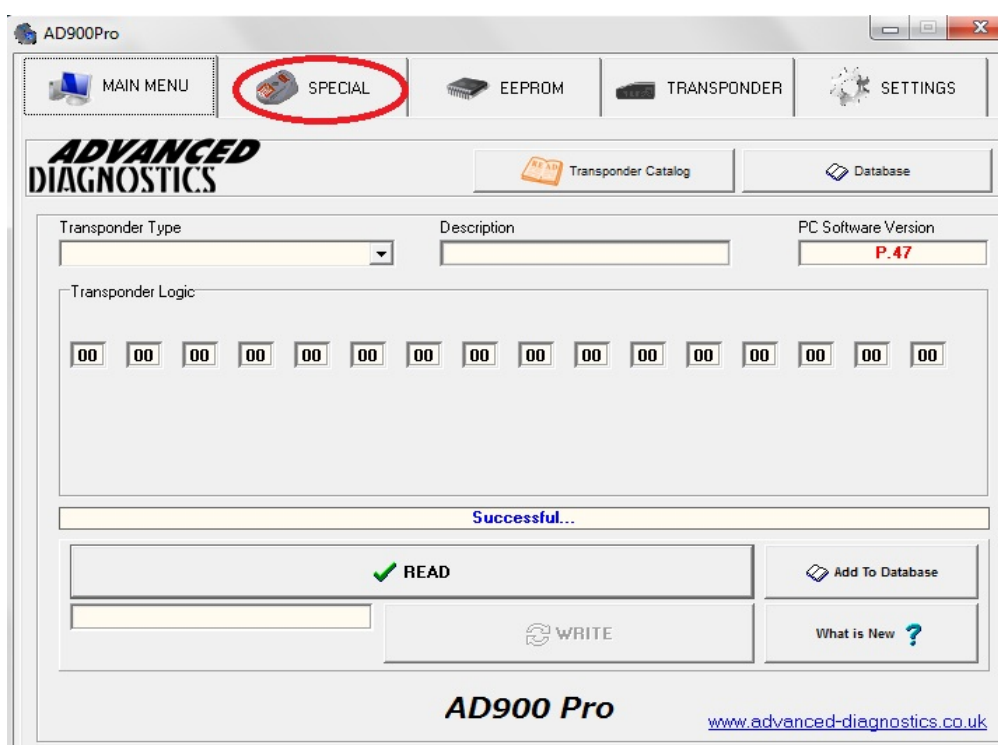 AD900Pro
MAIN MENU SPECIAL EEPROM TRANSPONDER SETTINGS
ADVANCED
DIAGNOSTICS
READ
Transponder Catalog Database
Transponder Type Description PC Software Version
P.47
Transponder Logic
00 00 00 00 00 00 00 00 00 00 00 00 00 00 00 00
Successful...
READ Add To Database
WRITE What is New ?
AD900 Pro
www.advanced-diagnostics.co.uk